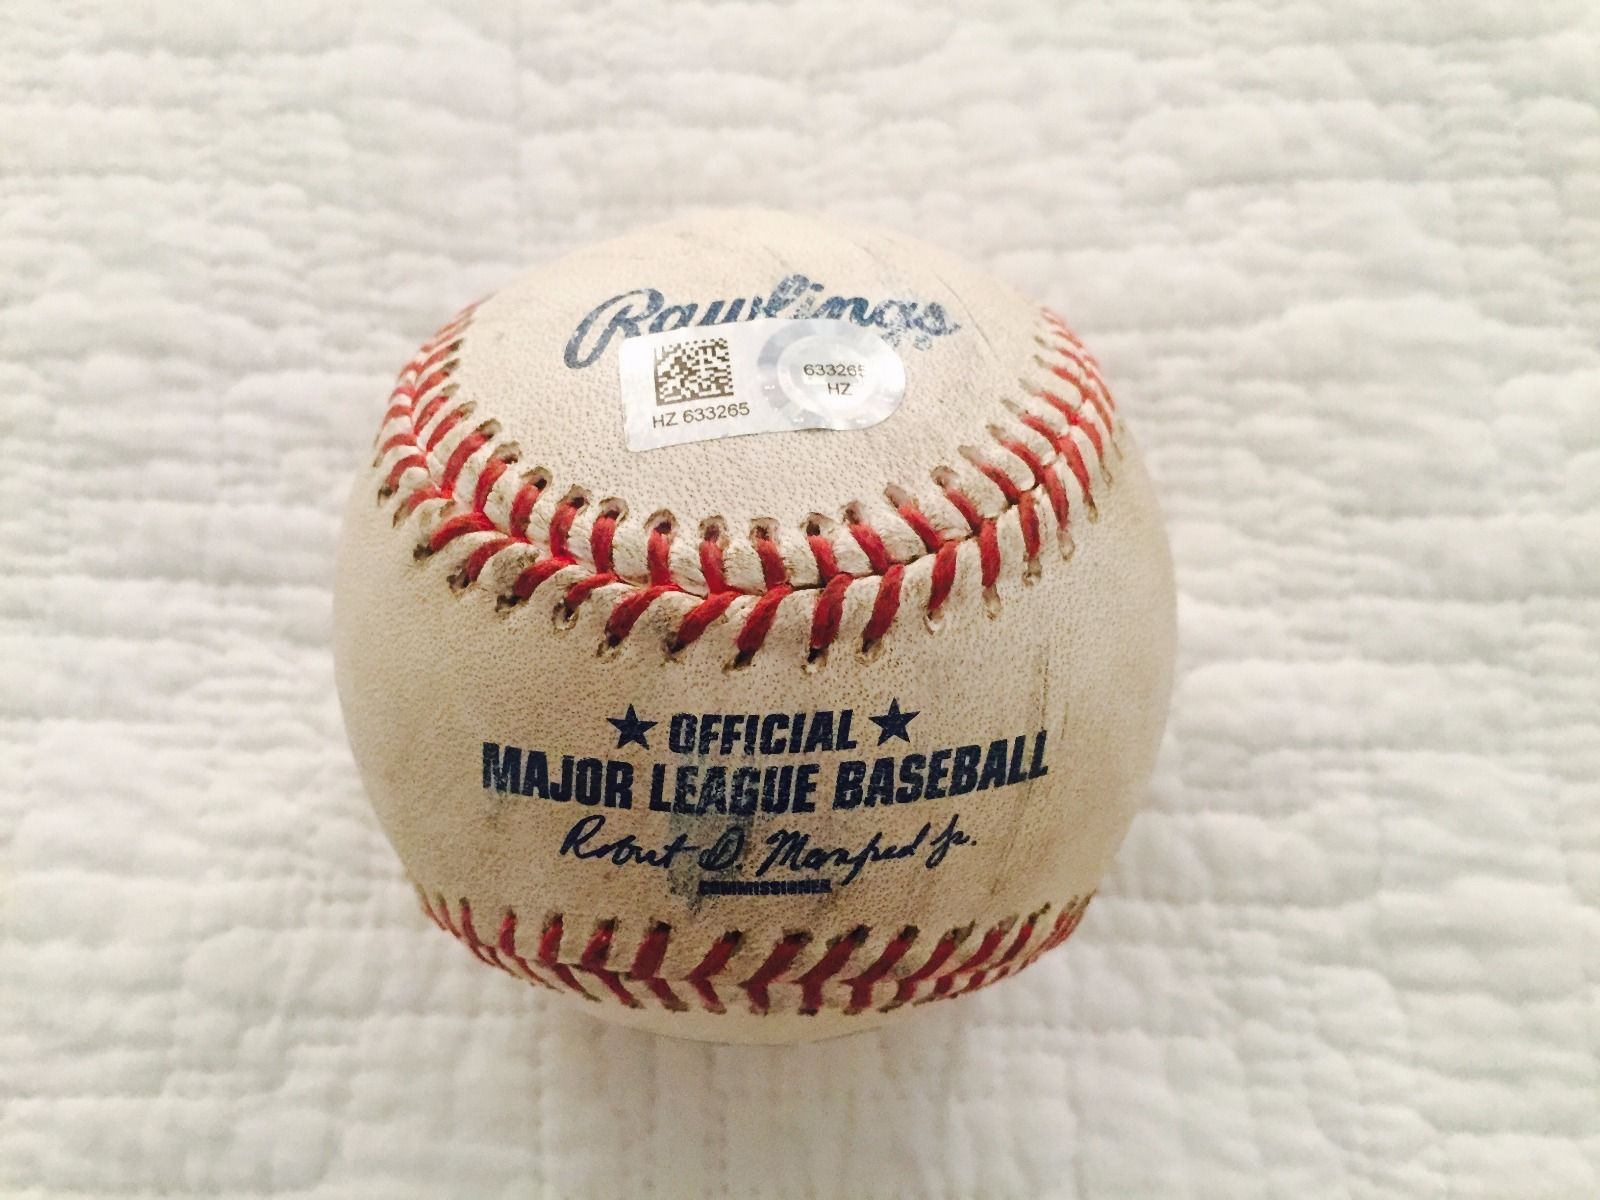 Rawlings
HZ 633265
633265
HZ
★ OFFICIAL ★
MAJOR LEAGUE BASEBALL
Robert D. Manfred Jr.
COMMISSIONER